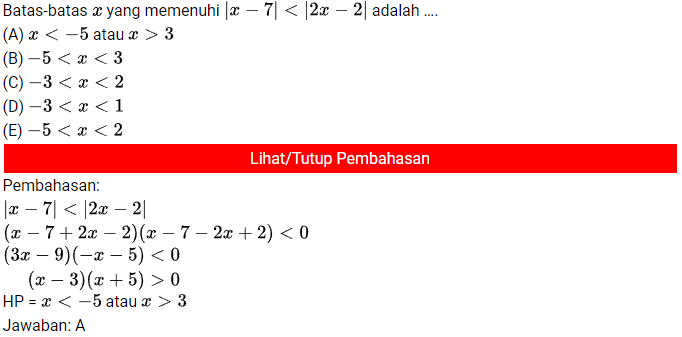 Batas-batas x yang memenuhi |x − 7| < |2x − 2| adalah ....
(A) x < −5 atau x > 3
(B) −5 < x < 3
(C) −3 < x < 2
(D) −3 < x < 1
(E) −5 < x < 2
Lihat/Tutup Pembahasan
Pembahasan:
|x − 7| < |2x − 2|
(x − 7 + 2x − 2)(x − 7 − 2x + 2) < 0
(3x − 9)(−x − 5) < 0
(x − 3)(x + 5) > 0
HP = x < −5 atau x > 3
Jawaban: A